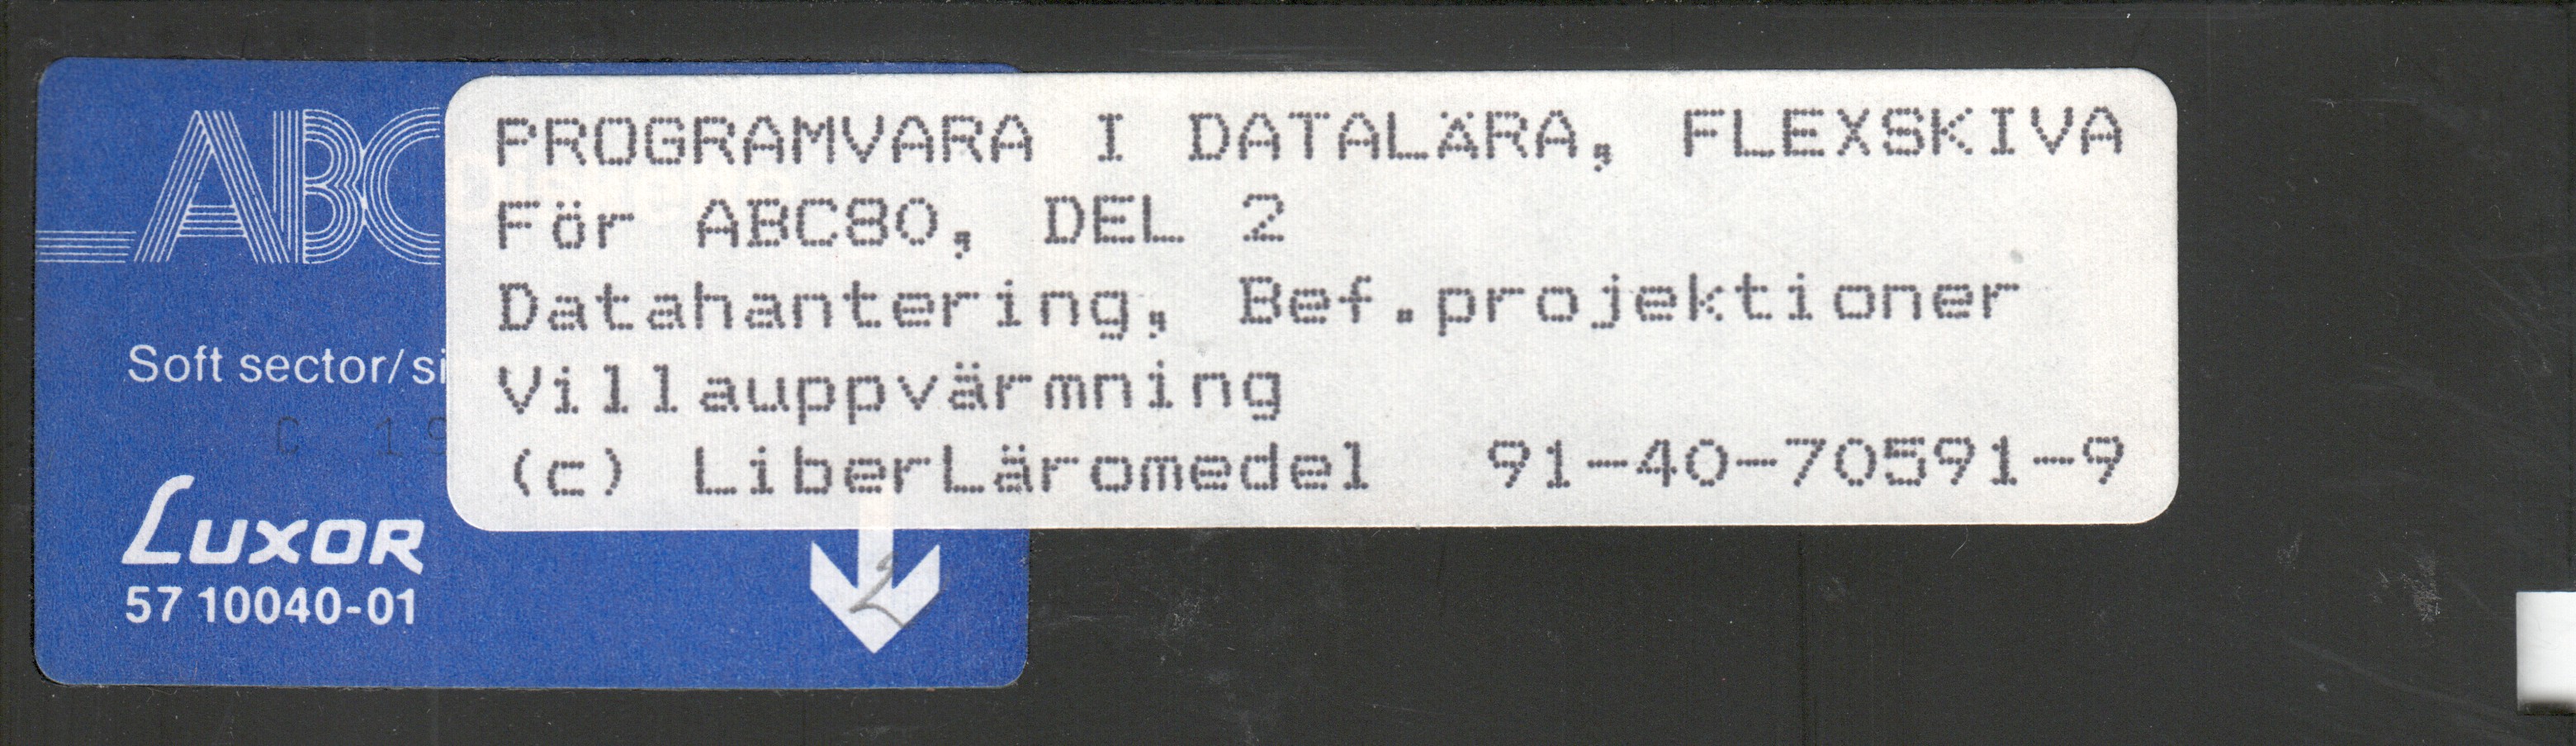 PROGRAMVARA I DATALÄRA, FLEXSKIVA
För ABC80, DEL 2
Datahantering, Bef.projektioner
Villauppvärmning
(c) LiberLäromedel 91-40-70591-9
ABC
Soft sector/si
C 19
LUXOR
57 10040-01
2